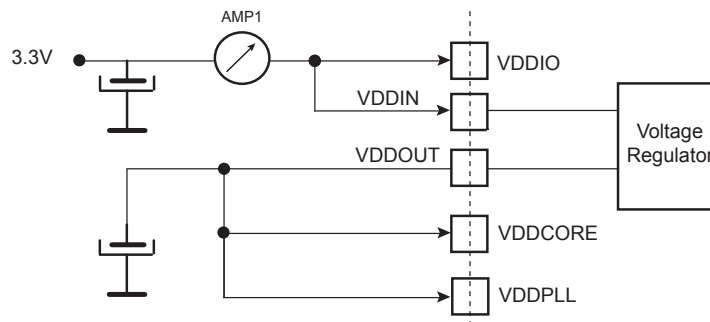 AMP1
3.3V
VDDIO
VDDIN
Voltage
Regulator
VDDOUT
VDDCORE
VDDPLL